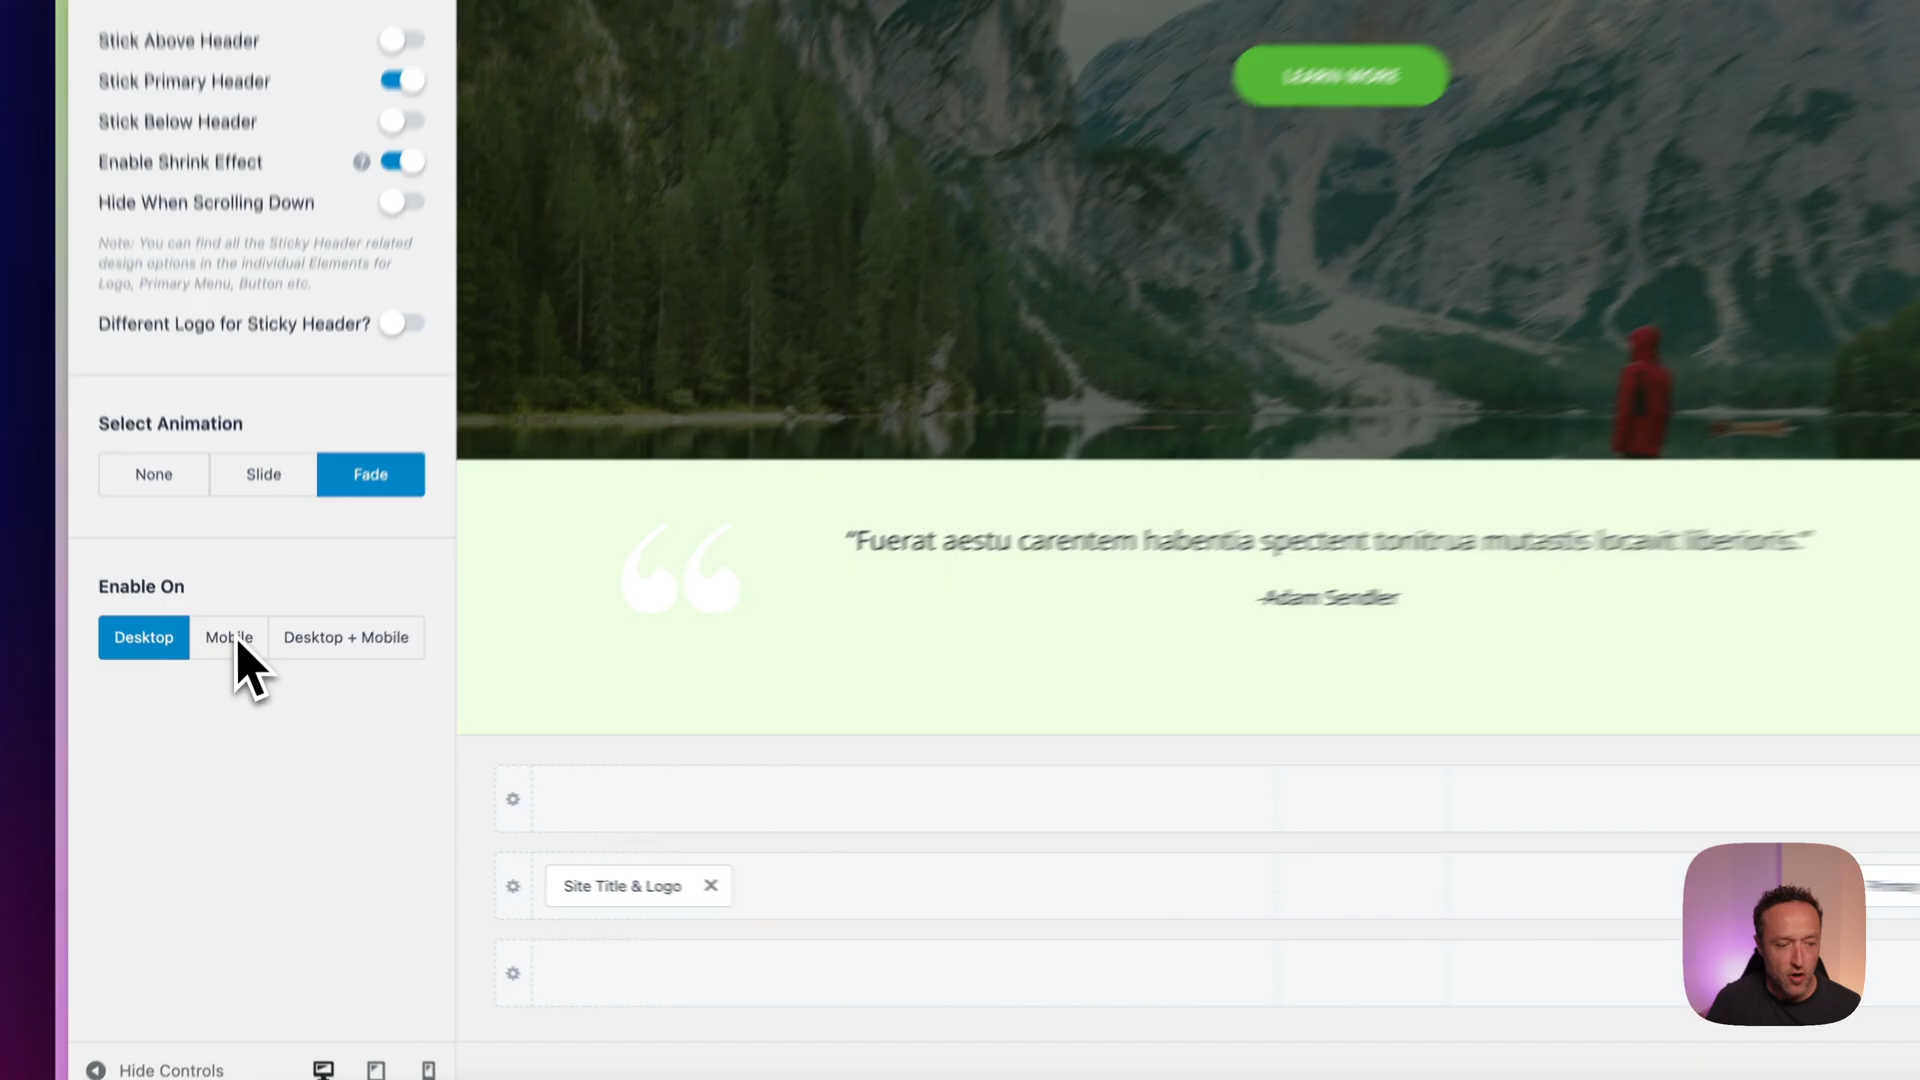 Stick Above Header
Stick Primary Header
Stick Below Header
Enable Shrink Effect
?
Hide When Scrolling Down
Note: You can find all the Sticky Header related
design options in the individual Elements for
Logo, Primary Menu, Button etc.
Different Logo for Sticky Header?
Select Animation
None
Slide
Fade
Enable On
Desktop
Mobile
Desktop + Mobile
Hide Controls
LEARN MORE
“Fuerat aestu carentem habentia spectent tonitrua mutastis locavit liberioris.”
-Adam Sendler
Site Title & Logo